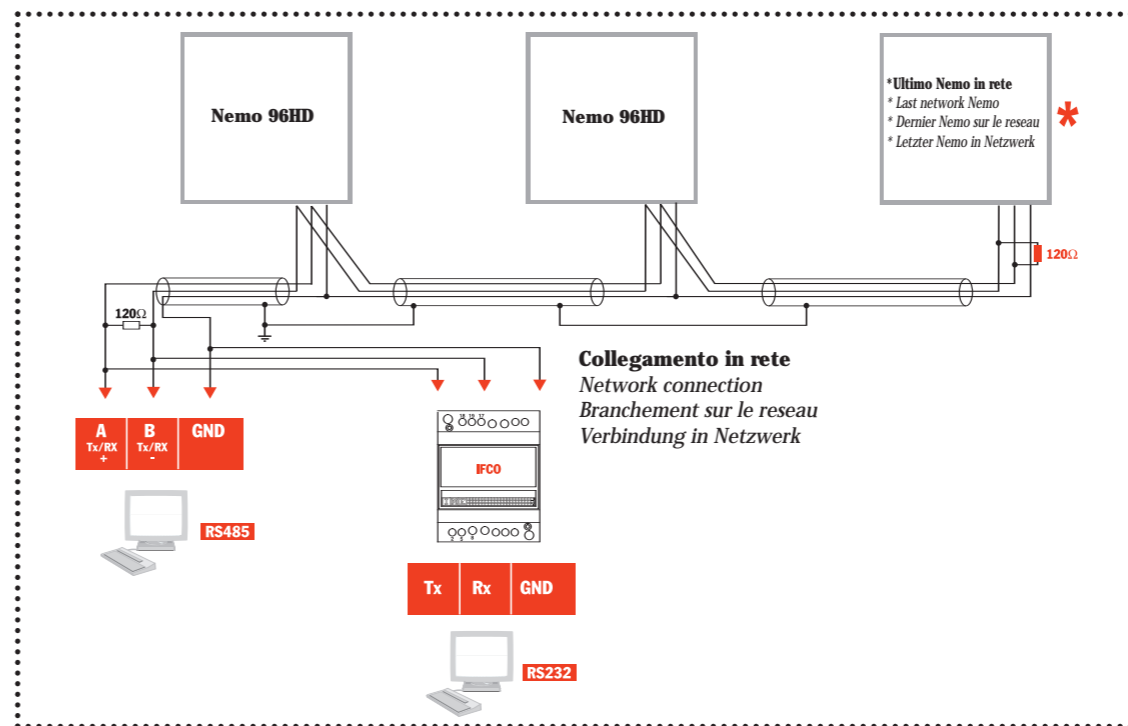 Nemo 96HD
Nemo 96HD
*Ultimo Nemo in rete
* Last network Nemo
* Dernier Nemo sur le reseau
* Letzter Nemo in Netzwerk
*
120Ω
120Ω
Collegamento in rete
Network connection
Branchement sur le reseau
Verbindung in Netzwerk
A
Tx/RX
+
B
Tx/RX
-
GND
RS485
IFCO
Tx
Rx
GND
RS232